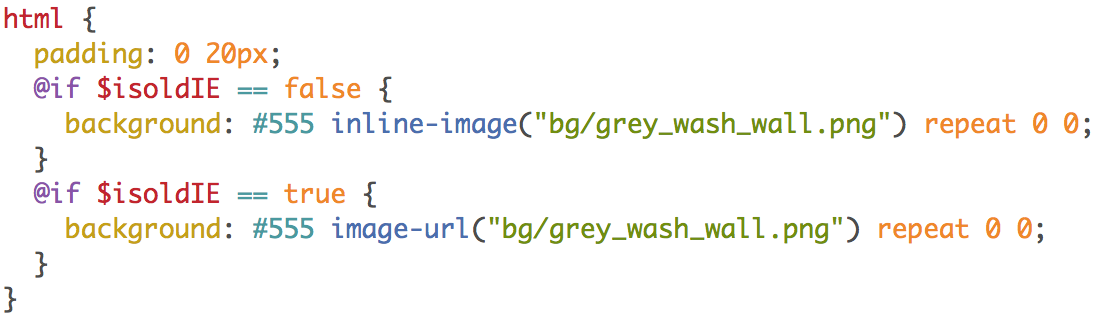 html {
  padding: 0 20px;
  @if $isoldIE == false {
    background: #555 inline-image("bg/grey_wash_wall.png") repeat 0 0;
  }
  @if $isoldIE == true {
    background: #555 image-url("bg/grey_wash_wall.png") repeat 0 0;
  }
}